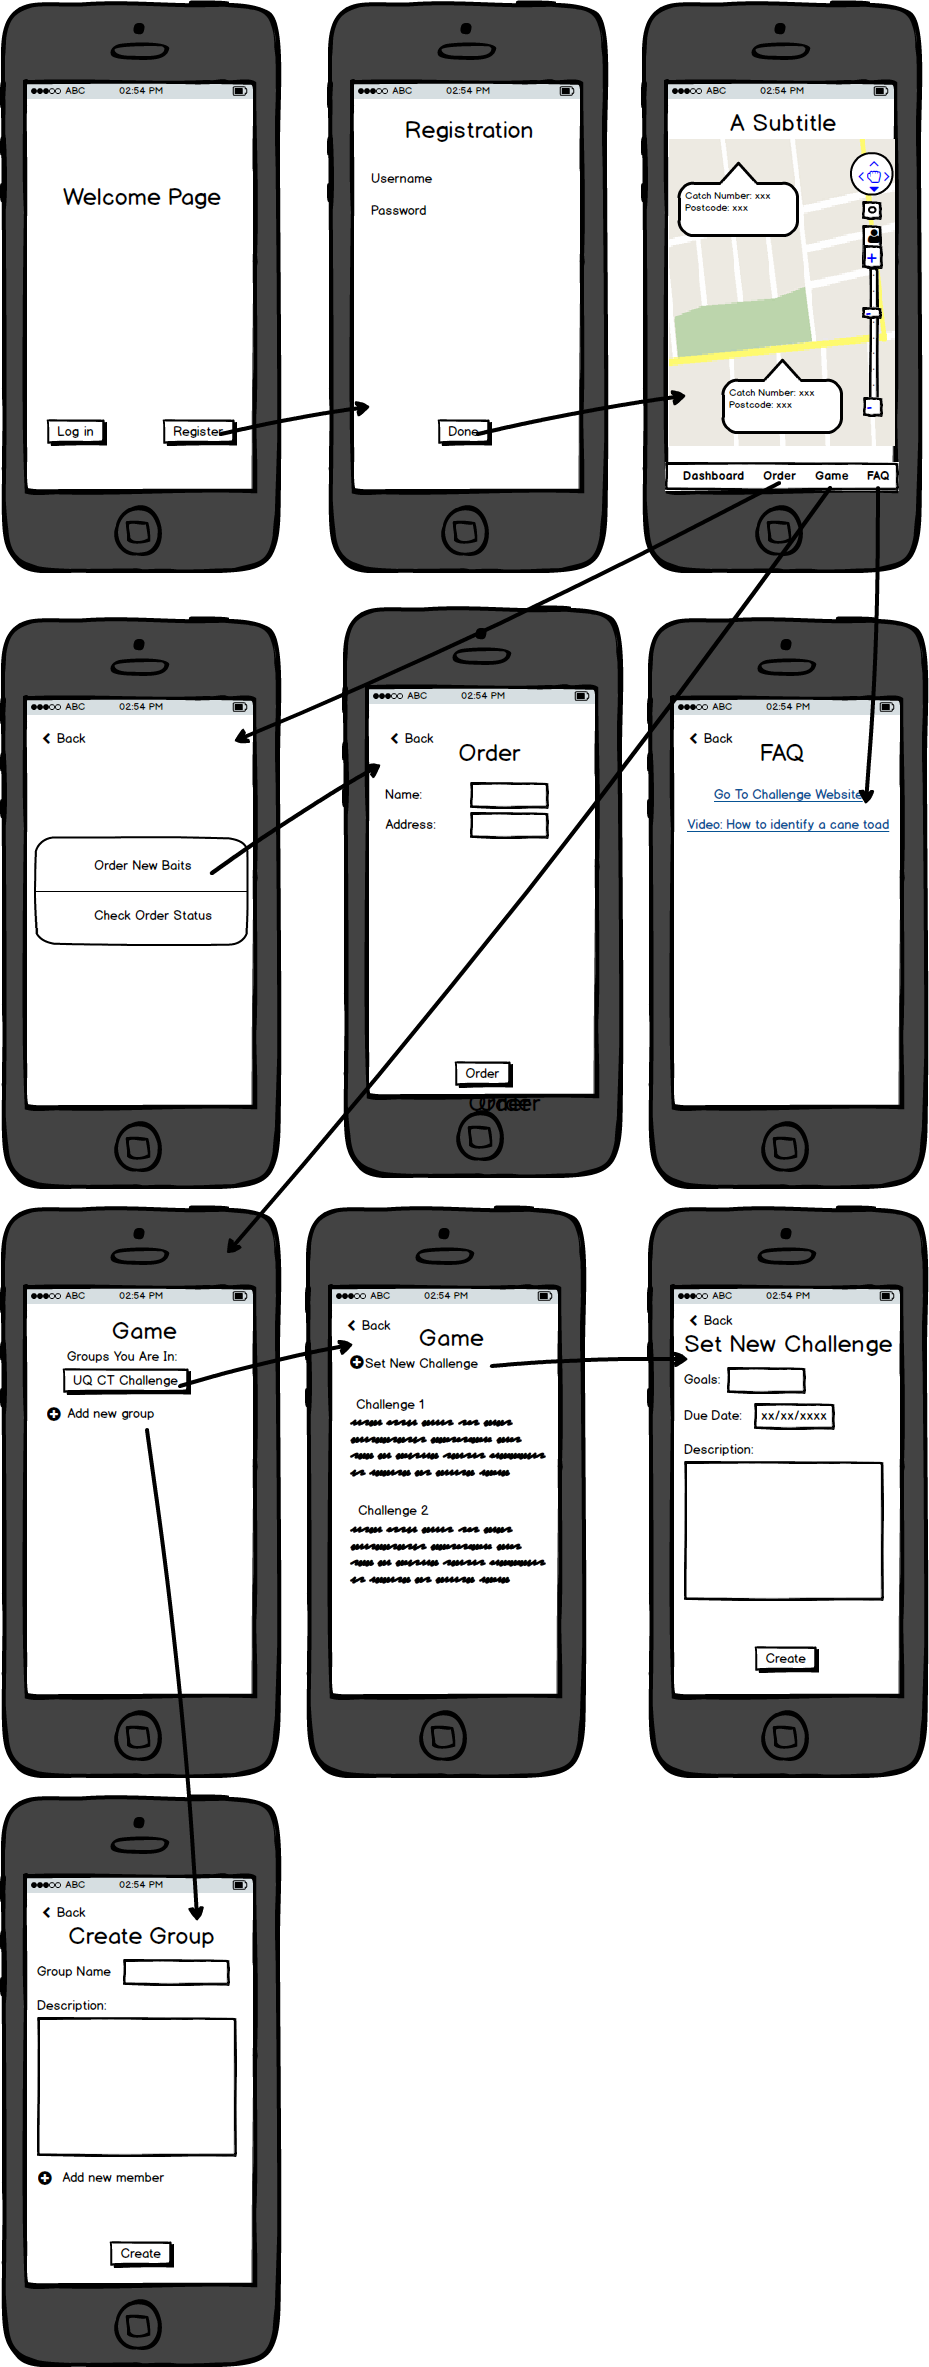 ABC 02:54 PM
Welcome Page
Log in Register
ABC 02:54 PM
Registration
Username
Password
Done
ABC 02:54 PM
A Subtitle
Catch Number: xxx
Postcode: xxx
+
-
Catch Number: xxx
Postcode: xxx
-
Dashboard Order Game FAQ
ABC 02:54 PM
Back
Order New Baits
Check Order Status
ABC 02:54 PM
Back
Order
Name:
Address:
Order
Order
Order
ABC 02:54 PM
Back
FAQ
Go To Challenge Website
Video: How to identify a cane toad
ABC 02:54 PM
Game
Groups You Are In:
UQ CT Challenge
Add new group
ABC 02:54 PM
Back
Game
Set New Challenge
Challenge 1
Challenge 2
ABC 02:54 PM
Back
Set New Challenge
Goals:
Due Date: xx/xx/xxxx
Description:
Create
ABC 02:54 PM
Back
Create Group
Group Name
Description:
Add new member
Create